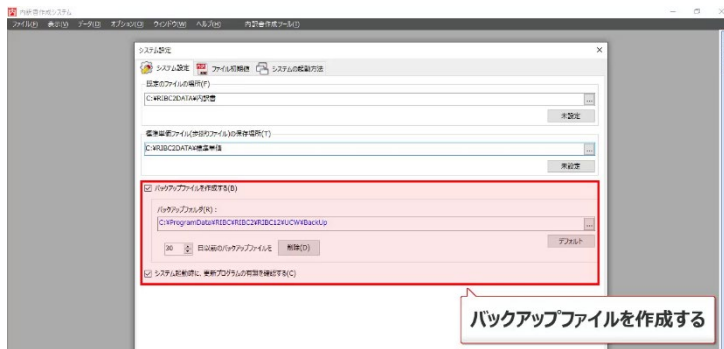 内訳書作成システム
ファイル(F) 表示(V) データ(D) オプション(O) ウィンドウ(W) ヘルプ(H) 内訳書作成ツール(T)
システム設定
システム設定 ファイル初期値 システムの起動方法
既定のファイルの場所(F)
C:¥RIBC2DATA¥内訳書
...
未設定
標準単価ファイル(歩掛りファイル)の保存場所(T)
C:¥RIBC2DATA¥標準単価
...
未設定
バックアップファイルを作成する(B)
バックアップフォルダ(R):
C:¥ProgramData¥RIBC¥RIBC2¥RIBC12¥UCW¥BackUp
...
デフォルト
30 日以前のバックアップファイルを 削除(D)
システム起動時に、更新プログラムの有無を確認する(C)
バックアップファイルを作成する